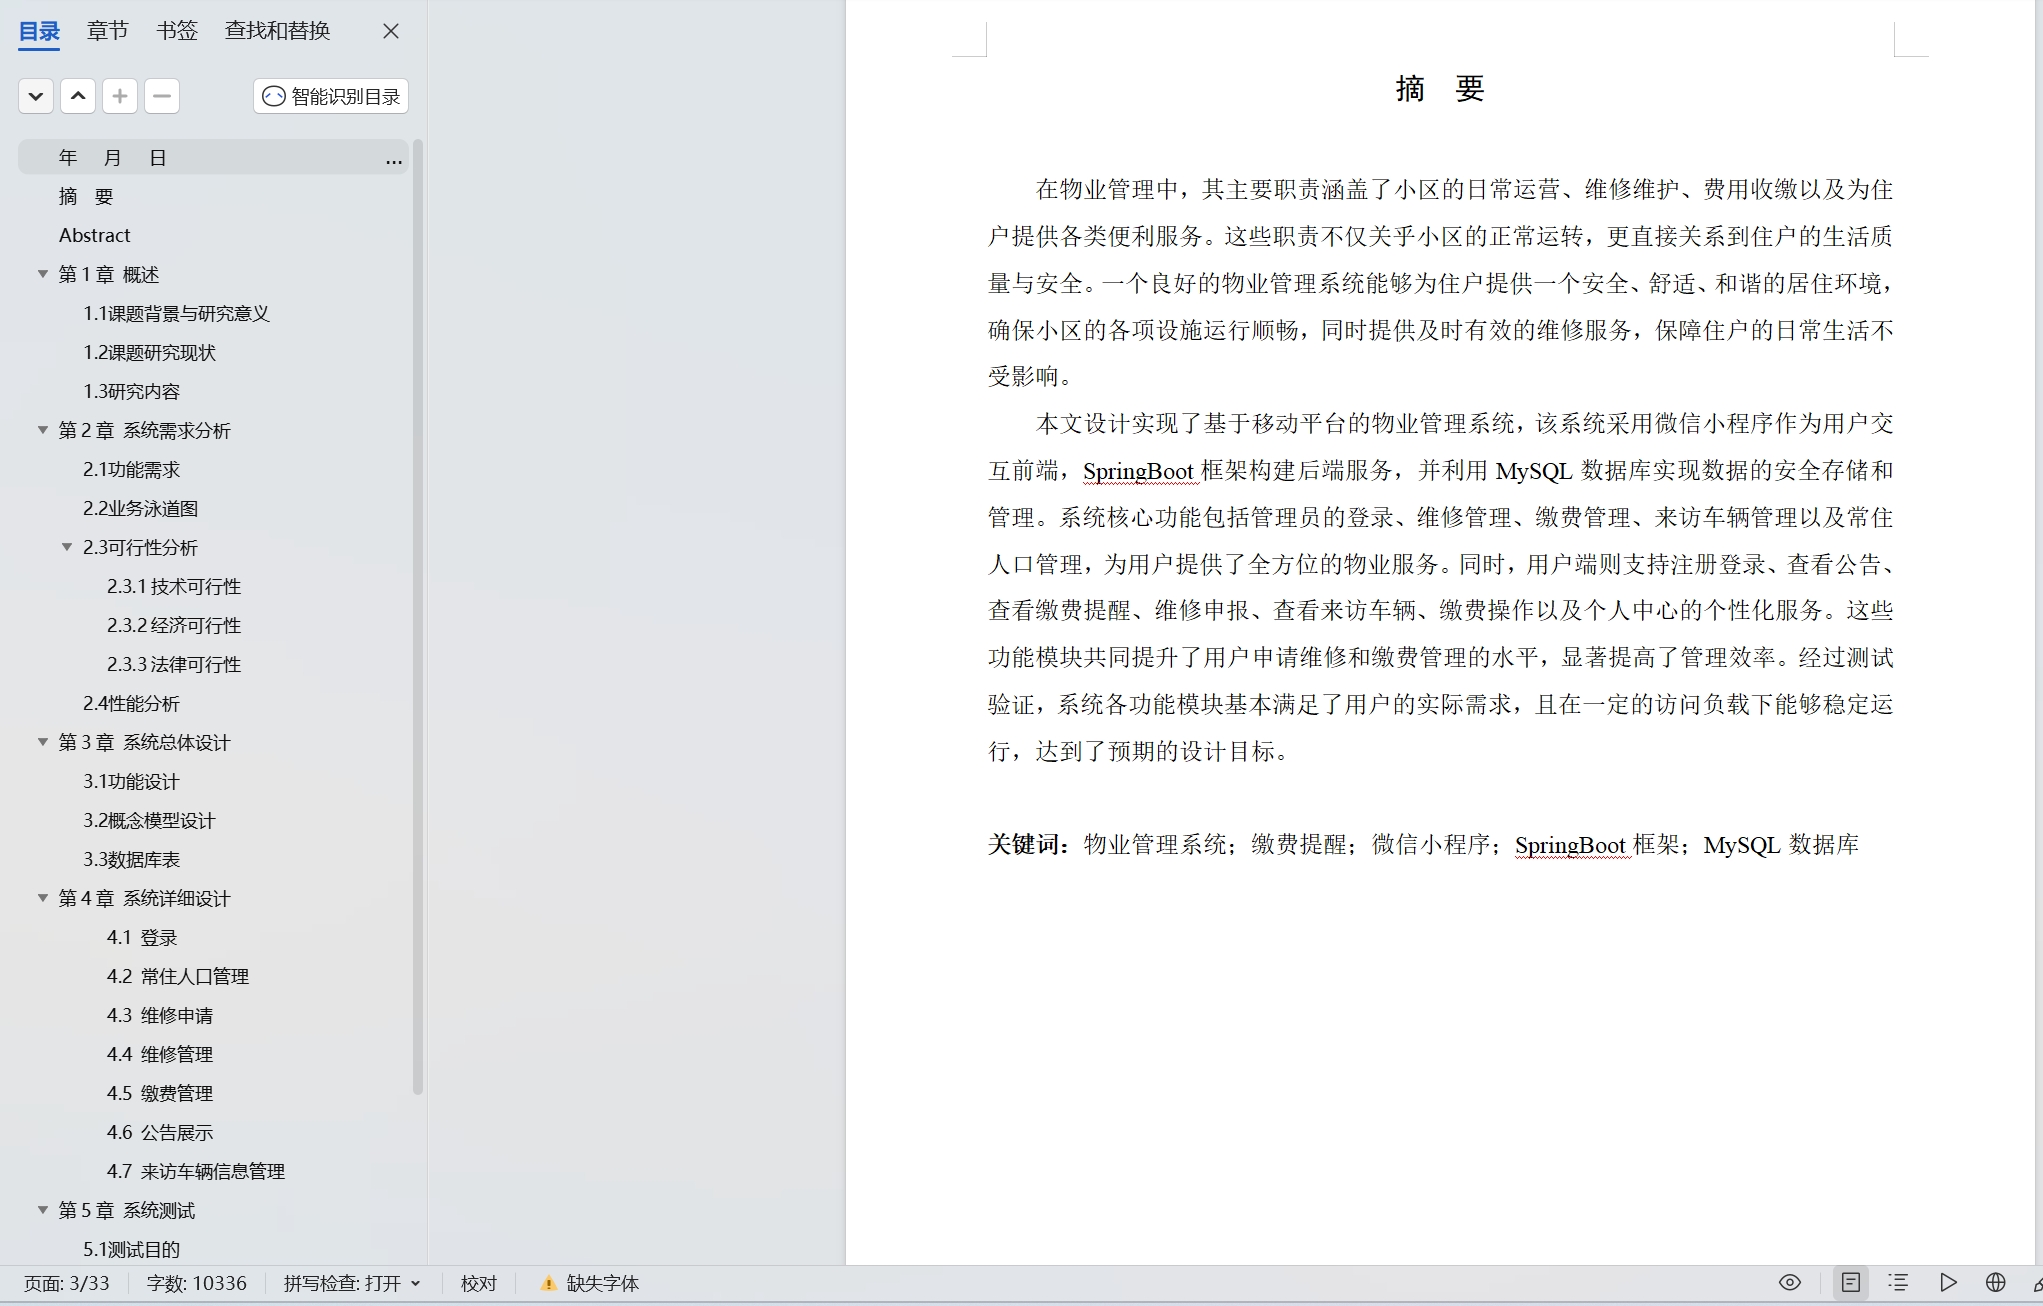 目录 章节 书签 查找和替换
智能识别目录
年 月 日 ...
摘 要
Abstract
第 1 章 概述
1.1课题背景与研究意义
1.2课题研究现状
1.3研究内容
第 2 章 系统需求分析
2.1功能需求
2.2业务泳道图
2.3可行性分析
2.3.1 技术可行性
2.3.2 经济可行性
2.3.3 法律可行性
2.4性能分析
第 3 章 系统总体设计
3.1功能设计
3.2概念模型设计
3.3数据库表
第 4 章 系统详细设计
4.1 登录
4.2 常住人口管理
4.3 维修申请
4.4 维修管理
4.5 缴费管理
4.6 公告展示
4.7 来访车辆信息管理
第 5 章 系统测试
5.1测试目的
摘 要
在物业管理中，其主要职责涵盖了小区的日常运营、维修维护、费用收缴以及为住
户提供各类便利服务。这些职责不仅关乎小区的正常运转，更直接关系到住户的生活质
量与安全。一个良好的物业管理系统能够为住户提供一个安全、舒适、和谐的居住环境，
确保小区的各项设施运行顺畅，同时提供及时有效的维修服务，保障住户的日常生活不
受影响。
本文设计实现了基于移动平台的物业管理系统，该系统采用微信小程序作为用户交
互前端，SpringBoot 框架构建后端服务，并利用 MySQL 数据库实现数据的安全存储和
管理。系统核心功能包括管理员的登录、维修管理、缴费管理、来访车辆管理以及常住
人口管理，为用户提供了全方位的物业服务。同时，用户端则支持注册登录、查看公告、
查看缴费提醒、维修申报、查看来访车辆、缴费操作以及个人中心的个性化服务。这些
功能模块共同提升了用户申请维修和缴费管理的水平，显著提高了管理效率。经过测试
验证，系统各功能模块基本满足了用户的实际需求，且在一定的访问负载下能够稳定运
行，达到了预期的设计目标。
关键词：物业管理系统；缴费提醒；微信小程序；SpringBoot 框架；MySQL 数据库
页面: 3/33 字数: 10336 拼写检查: 打开 校对 缺失字体